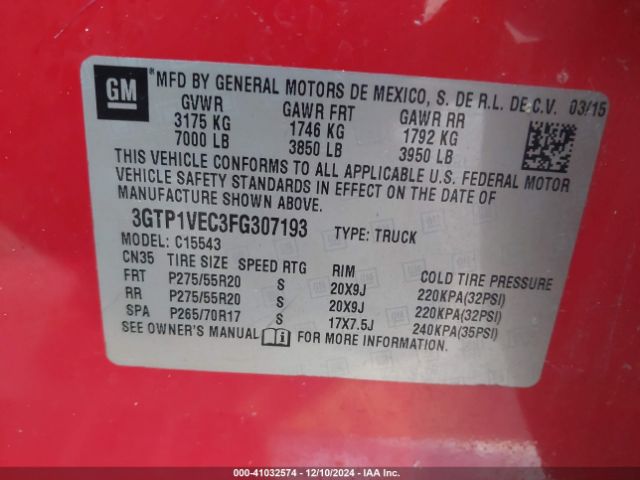 GM ® MFD BY GENERAL MOTORS DE MEXICO, S. DE R.L. DE C.V. 03/15
GVWR GAWR FRT GAWR RR
3175 KG 1746 KG 1792 KG
7000 LB 3850 LB 3950 LB
THIS VEHICLE CONFORMS TO ALL APPLICABLE U.S. FEDERAL MOTOR
VEHICLE SAFETY STANDARDS IN EFFECT ON THE DATE OF
MANUFACTURE SHOWN ABOVE.
3GTP1VEC3FG307193 TYPE: TRUCK
MODEL: C15543
CN35 TIRE SIZE SPEED RTG RIM COLD TIRE PRESSURE
FRT P275/55R20 S 20X9J 220KPA(32PSI)
RR P275/55R20 S 20X9J 220KPA(32PSI)
SPA P265/70R17 S 17X7.5J 240KPA(35PSI)
SEE OWNER'S MANUAL i FOR MORE INFORMATION.
000-41032574 - 12/10/2024 - IAAI.COM